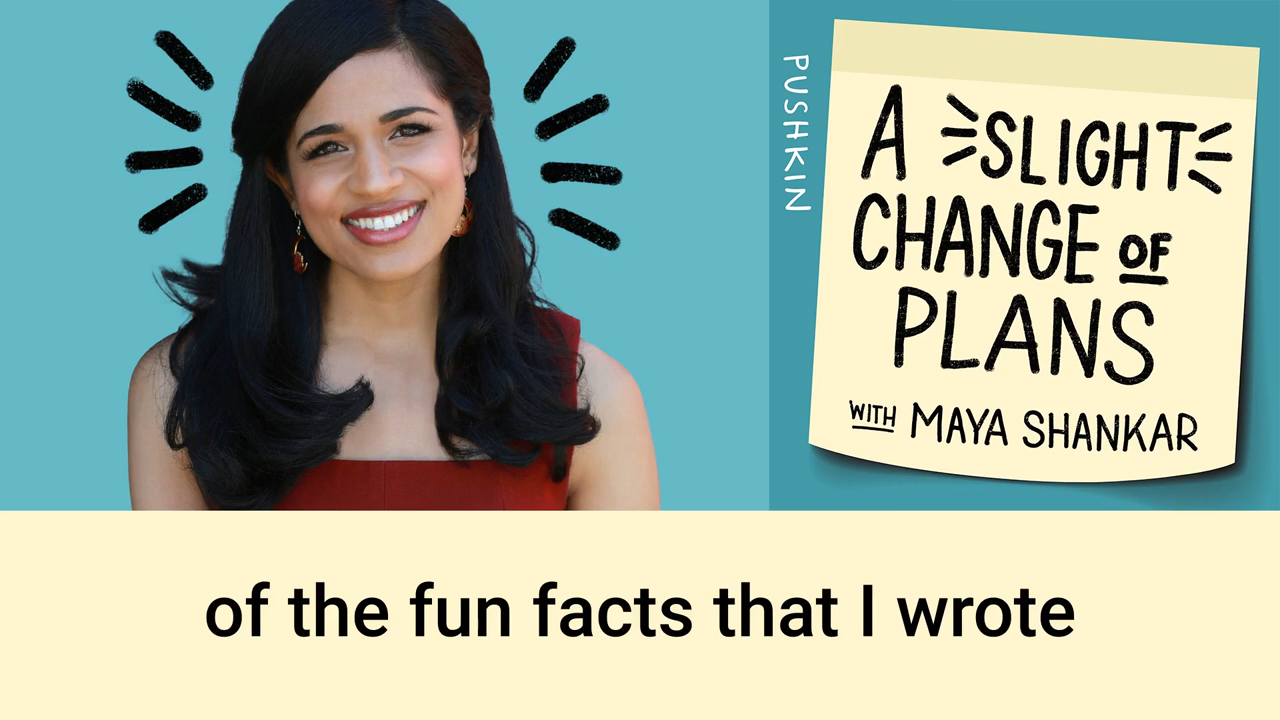 PUSHKIN
A SLIGHT
CHANGE OF
PLANS
WITH MAYA SHANKAR
of the fun facts that I wrote